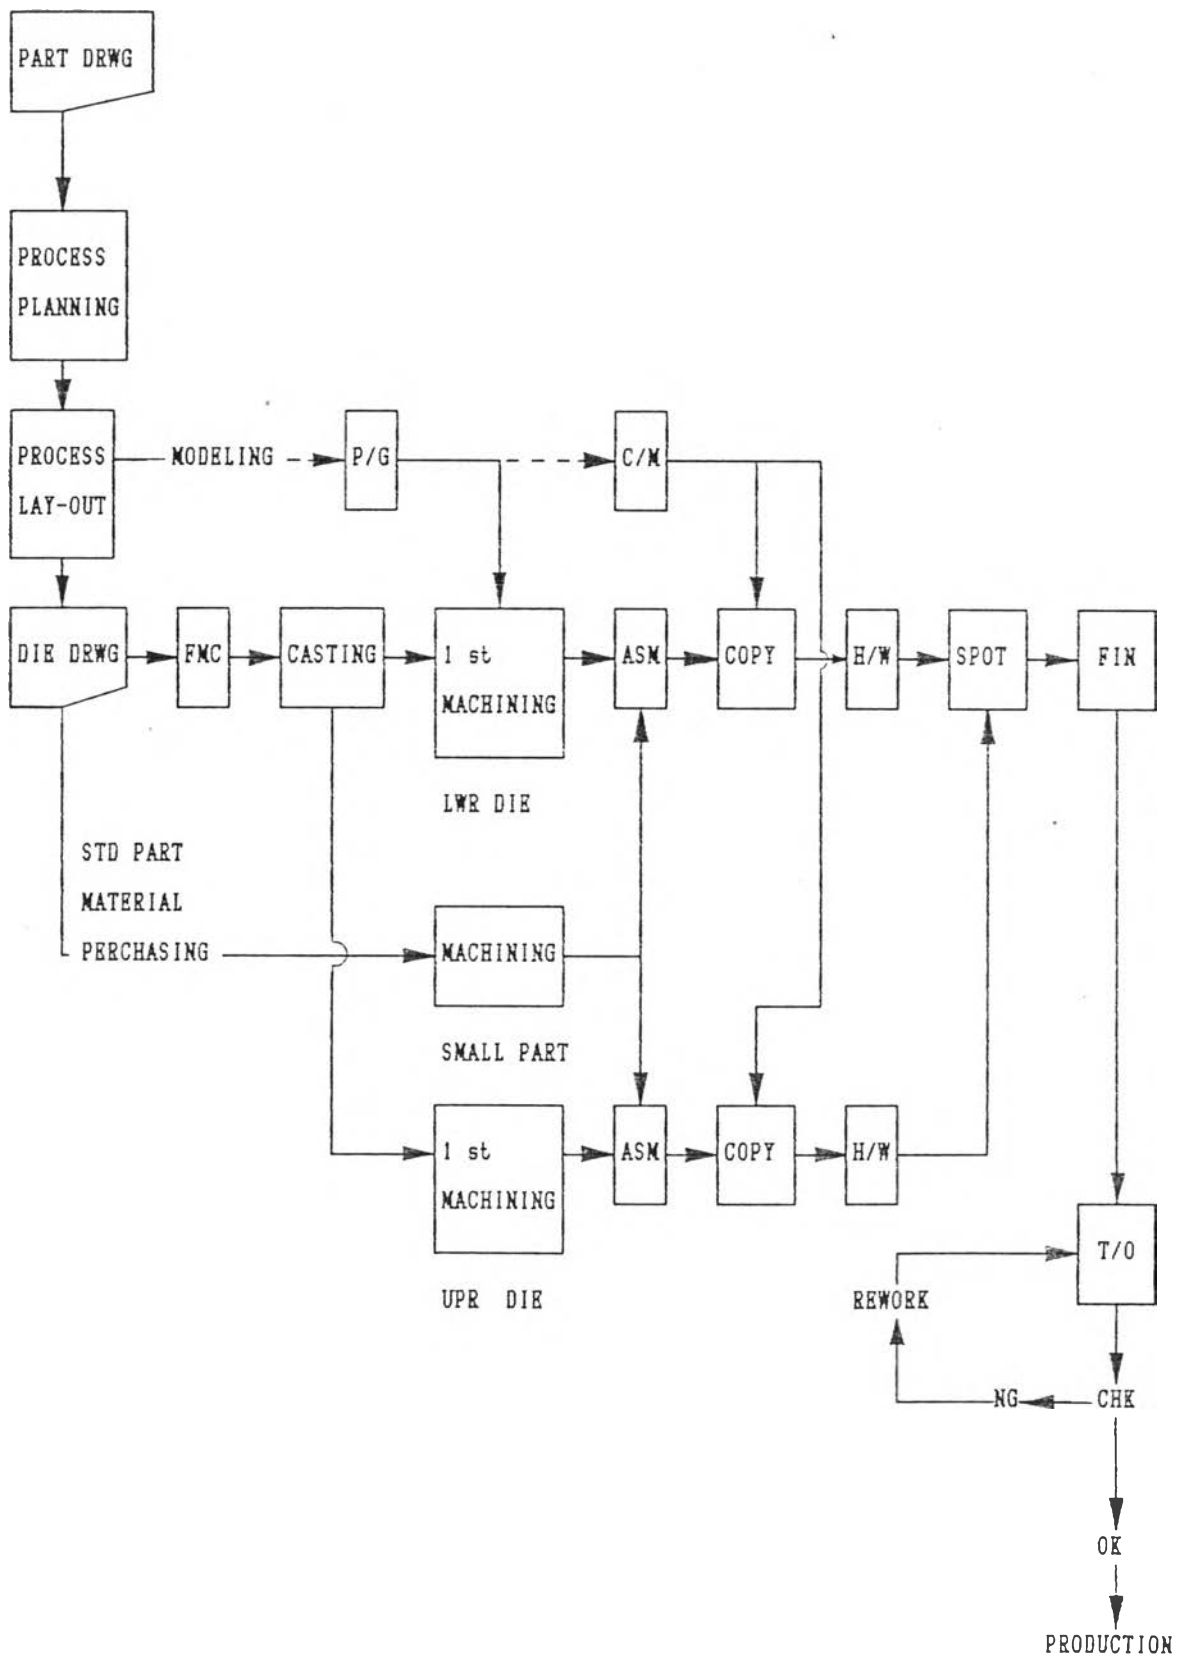 PART DRWG
PROCESS
PLANNING
PROCESS
LAY-OUT
MODELING
P/G
C/M
DIE DRWG
FMC
CASTING
1 st
MACHINING
ASM
COPY
H/W
SPOT
FIN
LWR DIE
STD PART
MATERIAL
PERCHASING
MACHINING
SMALL PART
1 st
MACHINING
ASM
COPY
H/W
UPR DIE
T/O
REWORK
NG
CHK
OK
PRODUCTION